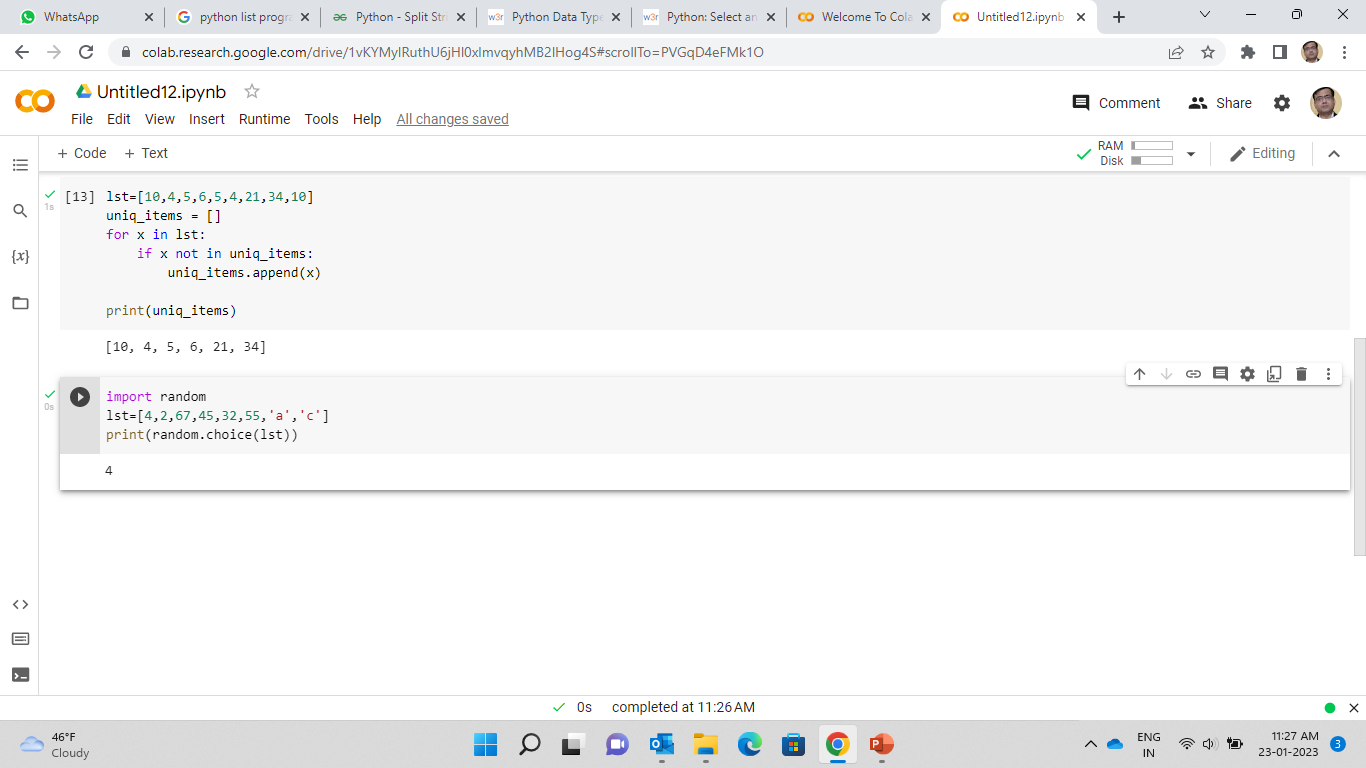 WhatsApp
python list progra
Python - Split Str
Python Data Type
Python: Select an
Welcome To Cola
Untitled12.ipynb
colab.research.google.com/drive/1vKYMyIRuthU6jHI0xImvqyhMB2IHog4S#scrollTo=PVGqD4eFMk1O
Untitled12.ipynb
Comment Share
File Edit View Insert Runtime Tools Help All changes saved
+ Code + Text
RAM
Disk
Editing
[13] lst=[10,4,5,6,5,4,21,34,10]
1s
uniq_items = []
for x in lst:
    if x not in uniq_items:
        uniq_items.append(x)
print(uniq_items)
[10, 4, 5, 6, 21, 34]
import random
0s
lst=[4,2,67,45,32,55,'a','c']
print(random.choice(lst))
4
{x}
0s completed at 11:26 AM
46°F
Cloudy
ENG
IN
11:27 AM
23-01-2023
3